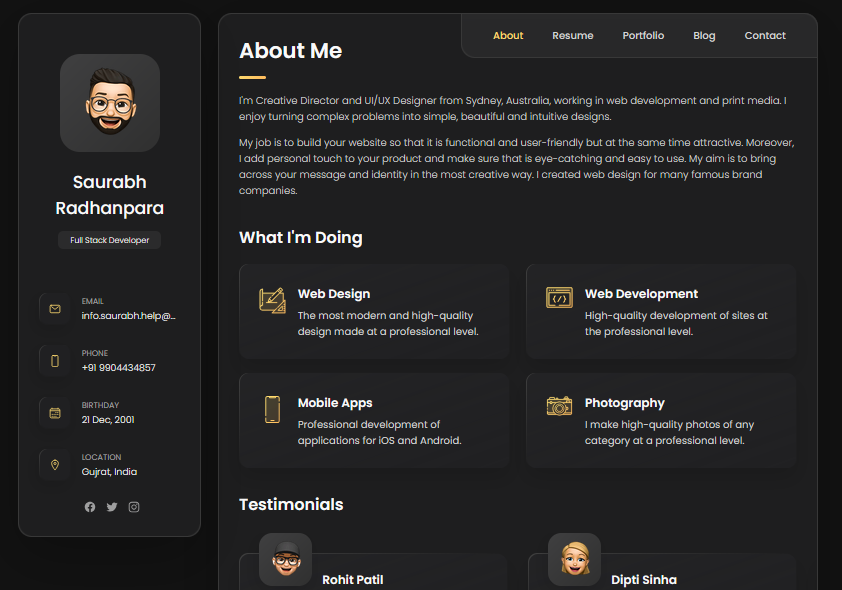 Saurabh
Radhanpara
Full Stack Developer
EMAIL
info.saurabh.help@...
PHONE
+91 9904434857
BIRTHDAY
21 Dec, 2001
LOCATION
Gujrat, India
About
Resume
Portfolio
Blog
Contact
About Me
I'm Creative Director and UI/UX Designer from Sydney, Australia, working in web development and print media. I
enjoy turning complex problems into simple, beautiful and intuitive designs.
My job is to build your website so that it is functional and user-friendly but at the same time attractive. Moreover,
I add personal touch to your product and make sure that is eye-catching and easy to use. My aim is to bring
across your message and identity in the most creative way. I created web design for many famous brand
companies.
What I'm Doing
Web Design
The most modern and high-quality
design made at a professional level.
Web Development
High-quality development of sites at
the professional level.
Mobile Apps
Professional development of
applications for iOS and Android.
Photography
I make high-quality photos of any
category at a professional level.
Testimonials
Rohit Patil
Dipti Sinha